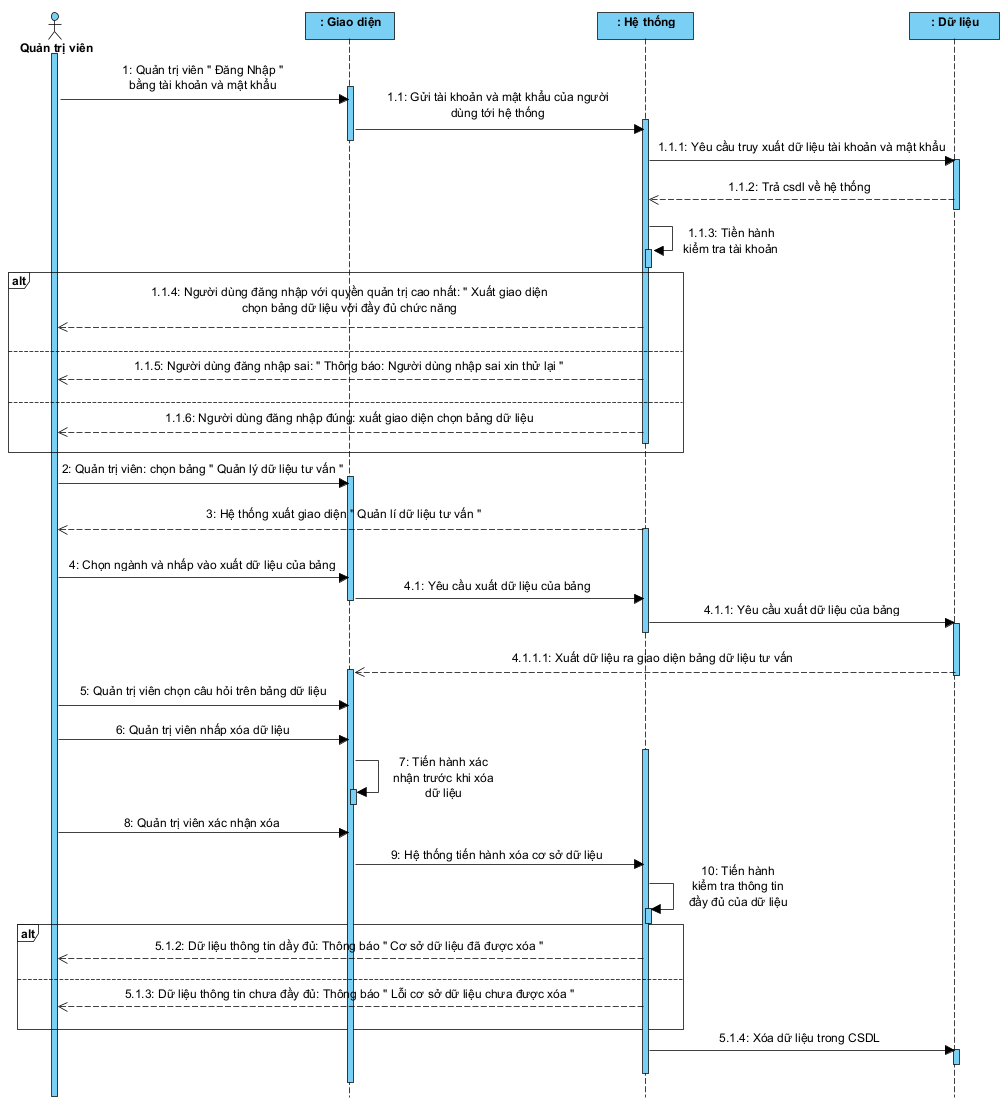 : Giao diện
: Hệ thống
: Dữ liệu
Quản trị viên
1: Quản trị viên " Đăng Nhập "
bằng tài khoản và mật khẩu
1.1: Gửi tài khoản và mật khẩu của người
dùng tới hệ thống
1.1.1: Yêu cầu truy xuất dữ liệu tài khoản và mật khẩu
1.1.2: Trả csdl về hệ thống
1.1.3: Tiền hành
kiểm tra tài khoản
alt
1.1.4: Người dùng đăng nhập với quyền quản trị cao nhất: " Xuất giao diện
chọn bảng dữ liệu với đầy đủ chức năng
1.1.5: Người dùng đăng nhập sai: " Thông báo: Người dùng nhập sai xin thử lại "
1.1.6: Người dùng đăng nhập đúng: xuất giao diện chọn bảng dữ liệu
2: Quản trị viên: chọn bảng " Quản lý dữ liệu tư vấn "
3: Hệ thống xuất giao diện " Quản lí dữ liệu tư vấn "
4: Chọn ngành và nhấp vào xuất dữ liệu của bảng
4.1: Yêu cầu xuất dữ liệu của bảng
4.1.1: Yêu cầu xuất dữ liệu của bảng
4.1.1.1: Xuất dữ liệu ra giao diện bảng dữ liệu tư vấn
5: Quản trị viên chọn câu hỏi trên bảng dữ liệu
6: Quản trị viên nhấp xóa dữ liệu
7: Tiến hành xác
nhận trước khi xóa
dữ liệu
8: Quản trị viên xác nhận xóa
9: Hệ thống tiến hành xóa cơ sở dữ liệu
10: Tiến hành
kiểm tra thông tin
đầy đủ của dữ liệu
alt
5.1.2: Dữ liệu thông tin dầy đủ: Thông báo " Cơ sở dữ liệu đã được xóa "
5.1.3: Dữ liệu thông tin chưa đầy đủ: Thông báo " Lỗi cơ sở dữ liệu chưa được xóa "
5.1.4: Xóa dữ liệu trong CSDL